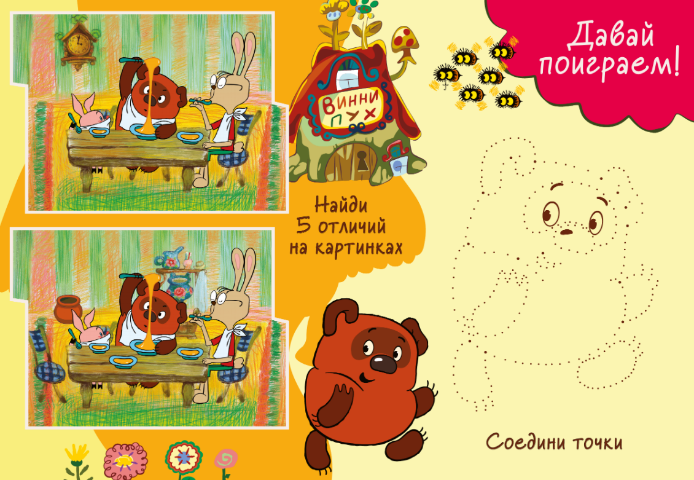 Давай
поиграем!
ВИННИ
ПУХ
Найди
5 отличий
на картинках
Соедини точки